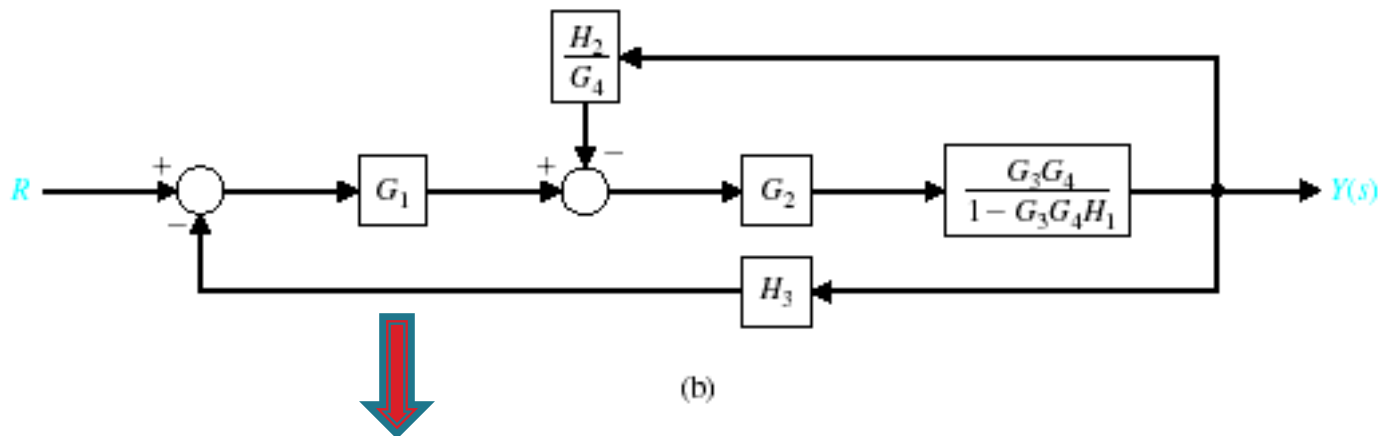 H₂
G₄
+ − + −
R G₁ G₂ G₃G₄ Y(s)
1 − G₃G₄H₁
H₃
(b)